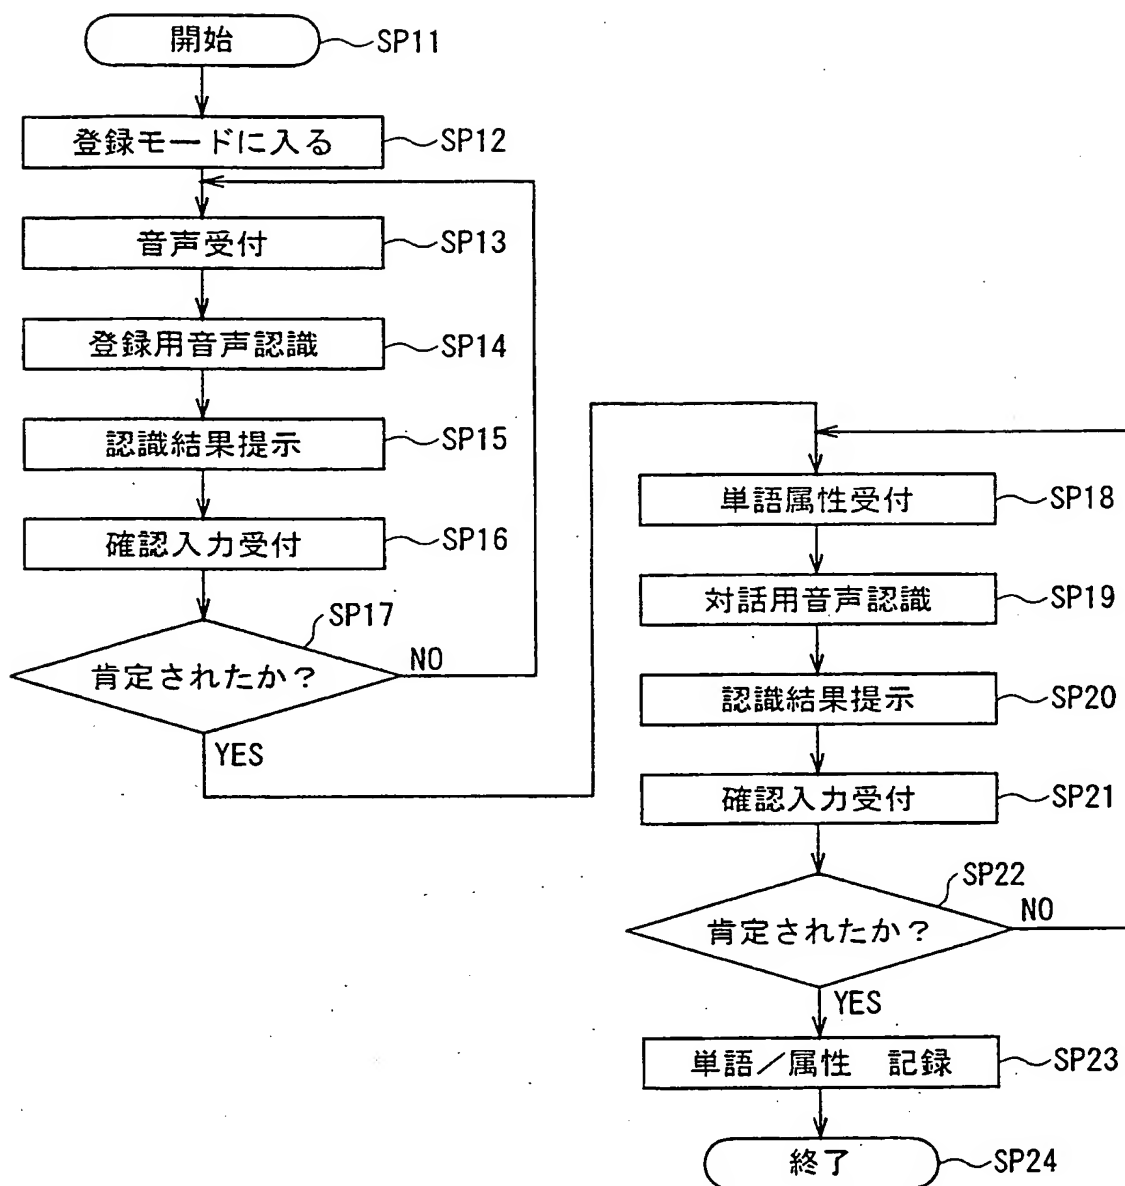 開始
SP11
登録モードに入る
SP12
音声受付
SP13
登録用音声認識
SP14
認識結果提示
SP15
確認入力受付
SP16
SP17
肯定されたか?
NO
YES
単語属性受付
SP18
対話用音声認識
SP19
認識結果提示
SP20
確認入力受付
SP21
SP22
肯定されたか?
NO
YES
単語/属性 記録
SP23
終了
SP24